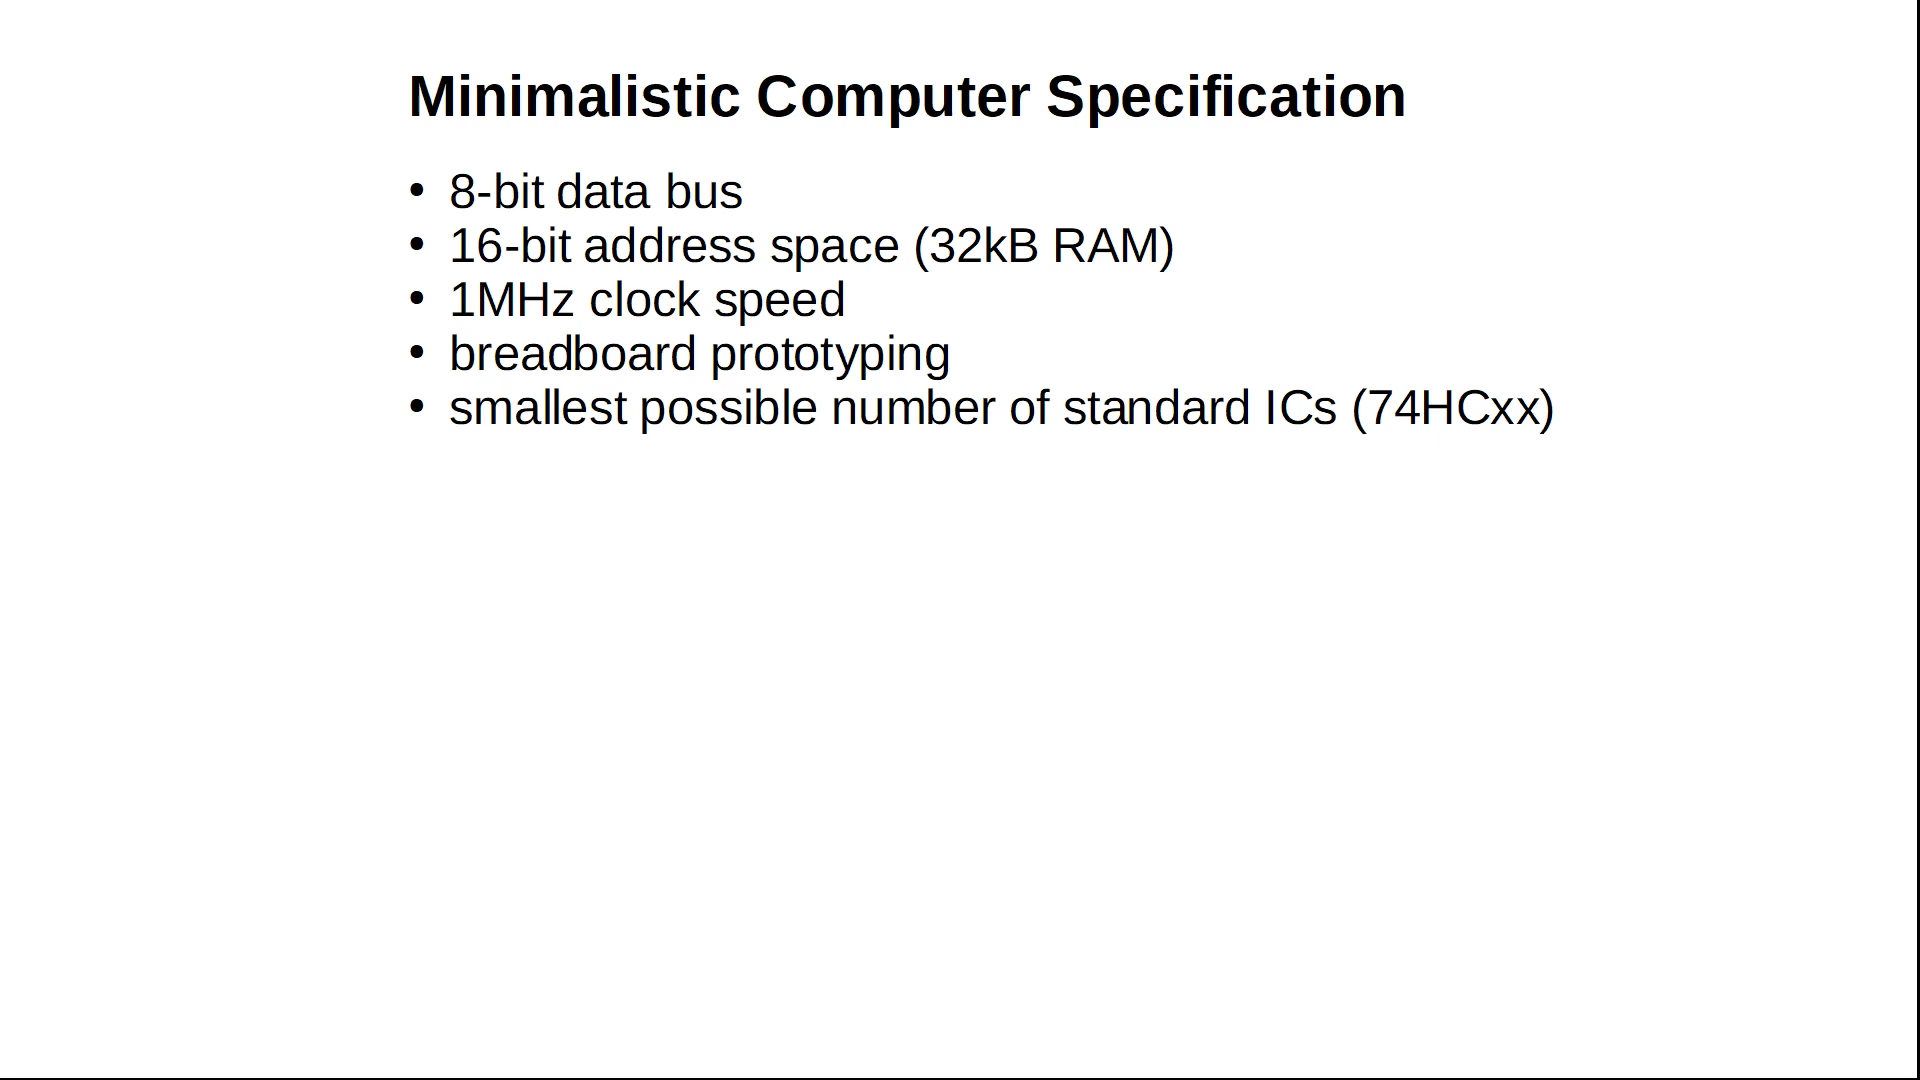 Minimalistic Computer Specification
• 8-bit data bus
• 16-bit address space (32kB RAM)
• 1MHz clock speed
• breadboard prototyping
• smallest possible number of standard ICs (74HCxx)